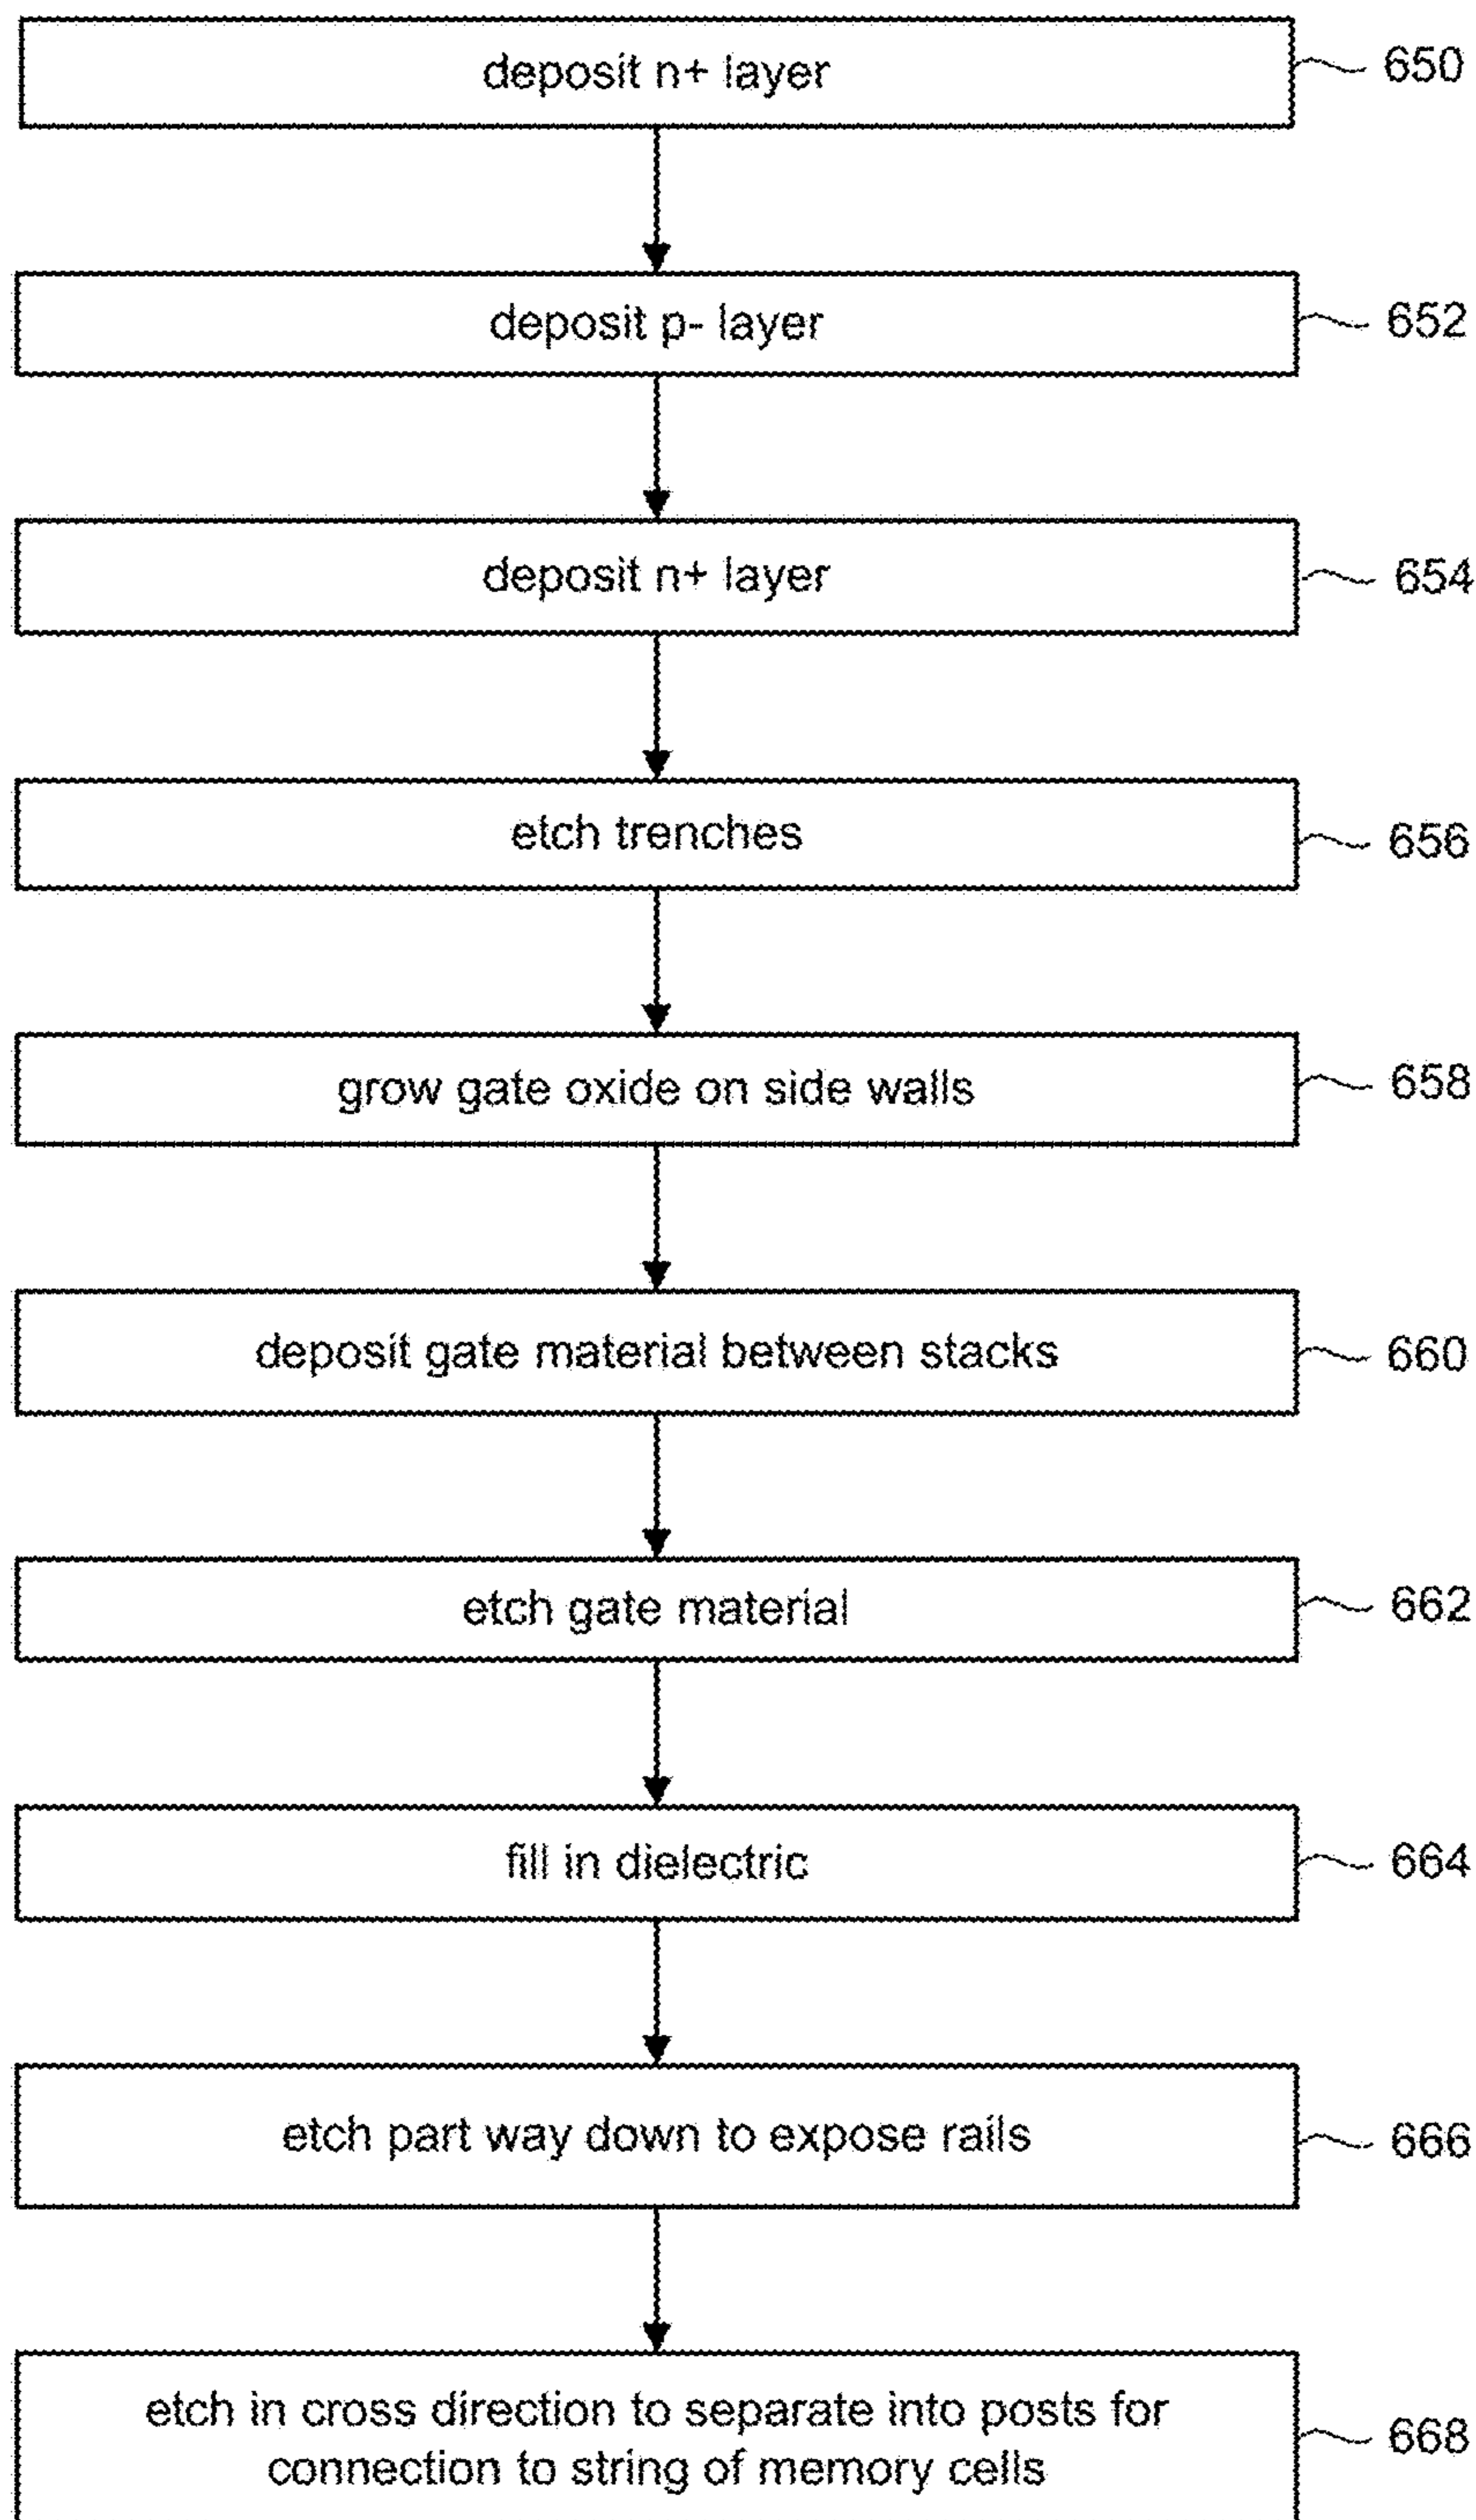 deposit n+ layer 650
deposit p- layer 652
deposit n+ layer 654
etch trenches 656
grow gate oxide on side walls 658
deposit gate material between stacks 660
etch gate material 662
fill in dielectric 664
etch part way down to expose rails 666
etch in cross direction to separate into posts for
connection to string of memory cells 668